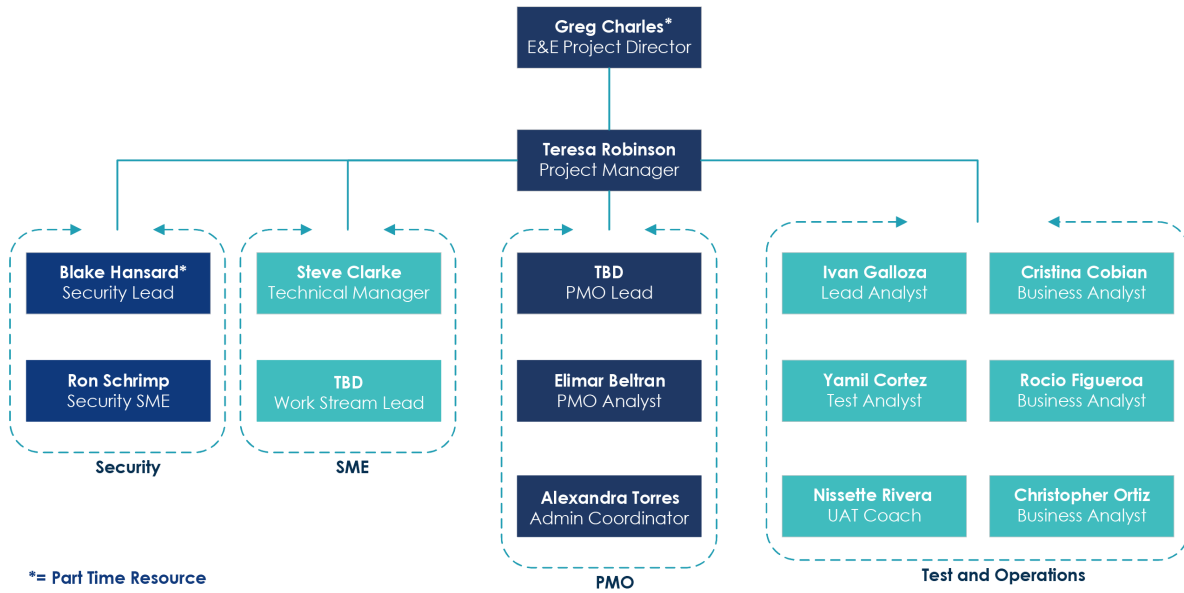 Greg Charles*
E&E Project Director
Teresa Robinson
Project Manager
Blake Hansard*
Security Lead
Ron Schrimp
Security SME
Security
Steve Clarke
Technical Manager
TBD
Work Stream Lead
SME
TBD
PMO Lead
Elimar Beltran
PMO Analyst
Alexandra Torres
Admin Coordinator
PMO
Ivan Galloza
Lead Analyst
Cristina Cobian
Business Analyst
Yamil Cortez
Test Analyst
Rocio Figueroa
Business Analyst
Nissette Rivera
UAT Coach
Christopher Ortiz
Business Analyst
Test and Operations
*= Part Time Resource